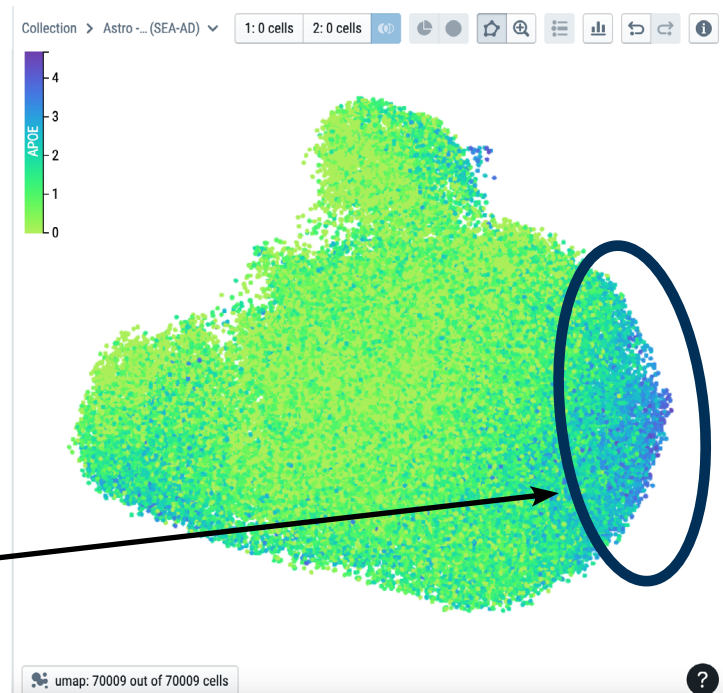 Collection > Astro -... (SEA-AD)
1: 0 cells
2: 0 cells
APOE
4
3
2
1
0
umap: 70009 out of 70009 cells
?